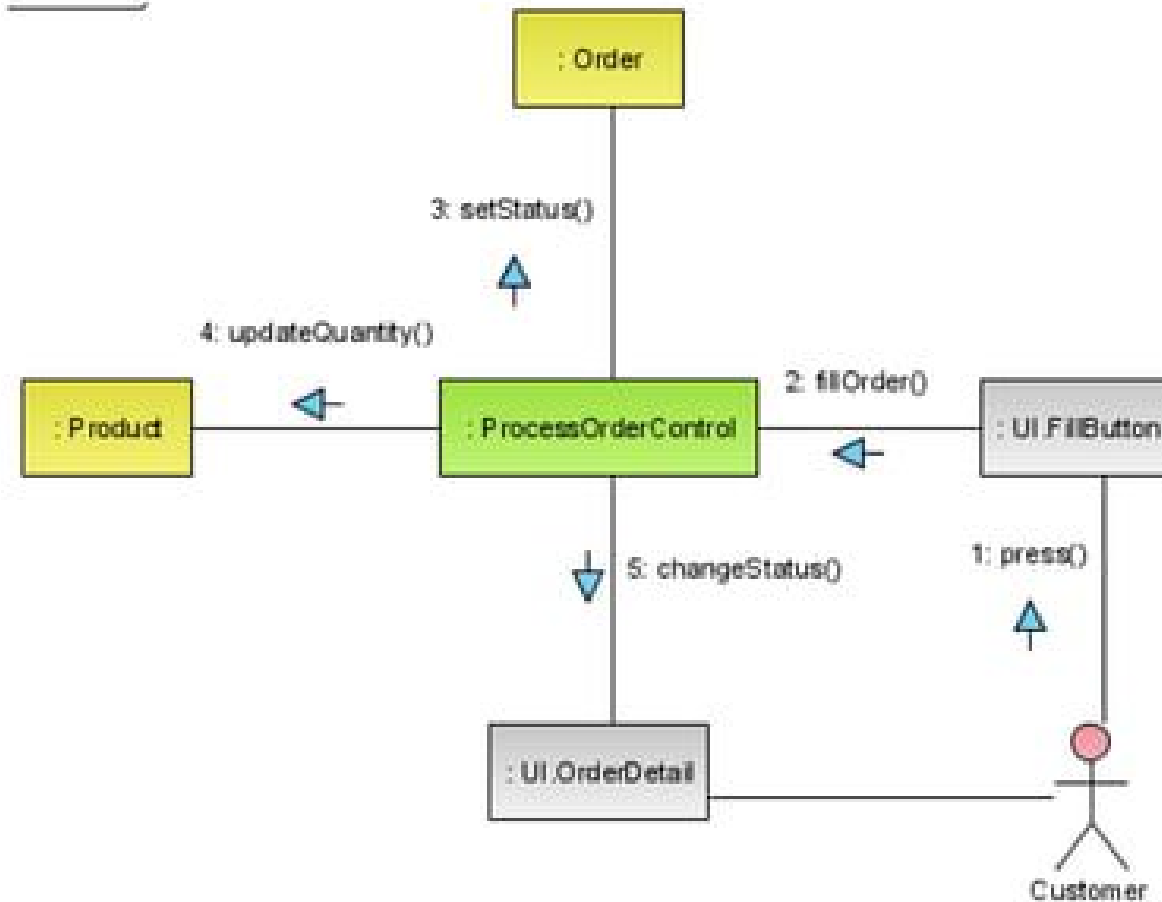 : Order
3: setStatus()
4: updateQuantity()
2: fillOrder()
: Product
: ProcessOrderControl
: UI.FillButton
5: changeStatus()
1: press()
: UI.OrderDetail
Customer